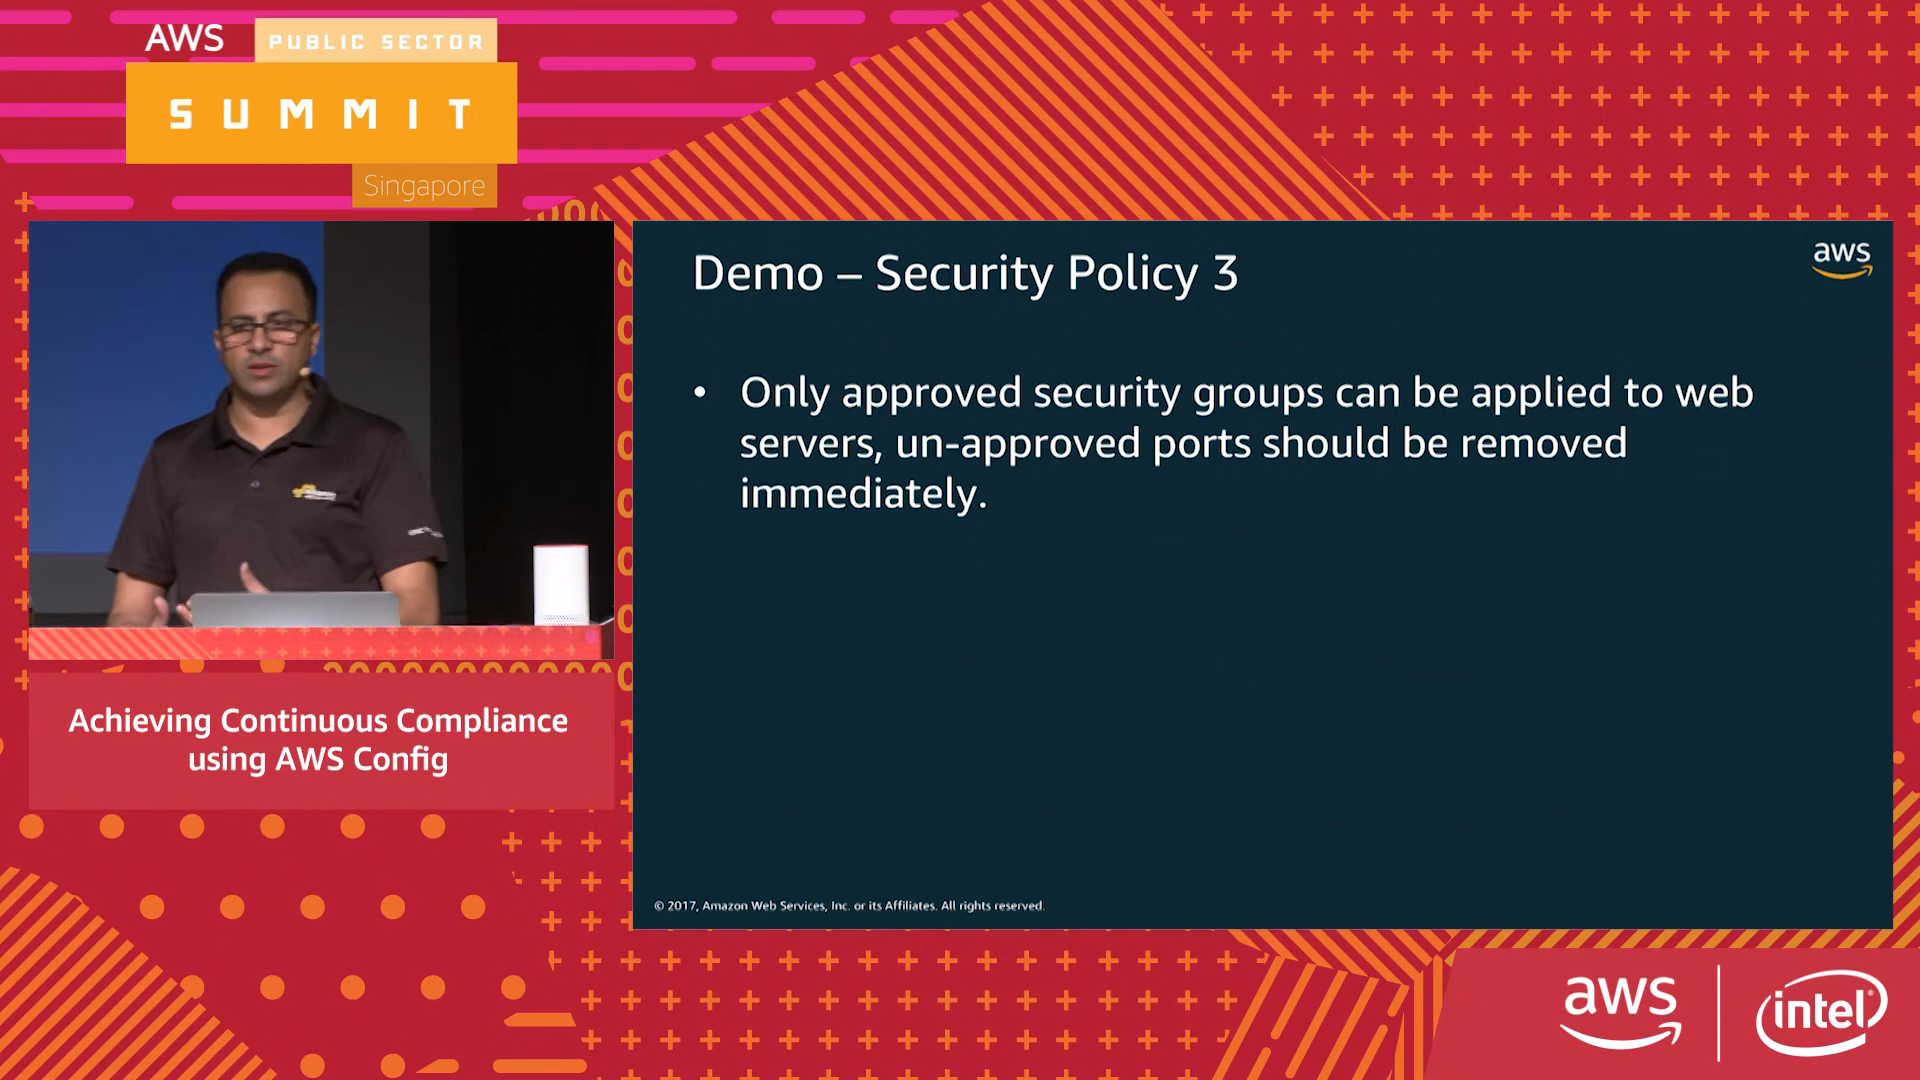 AWS
PUBLIC SECTOR
SUMMIT
Singapore
Demo – Security Policy 3
aws
• Only approved security groups can be applied to web
servers, un-approved ports should be removed
immediately.
Achieving Continuous Compliance
using AWS Config
© 2017, Amazon Web Services, Inc. or its Affiliates. All rights reserved.
aws
intel